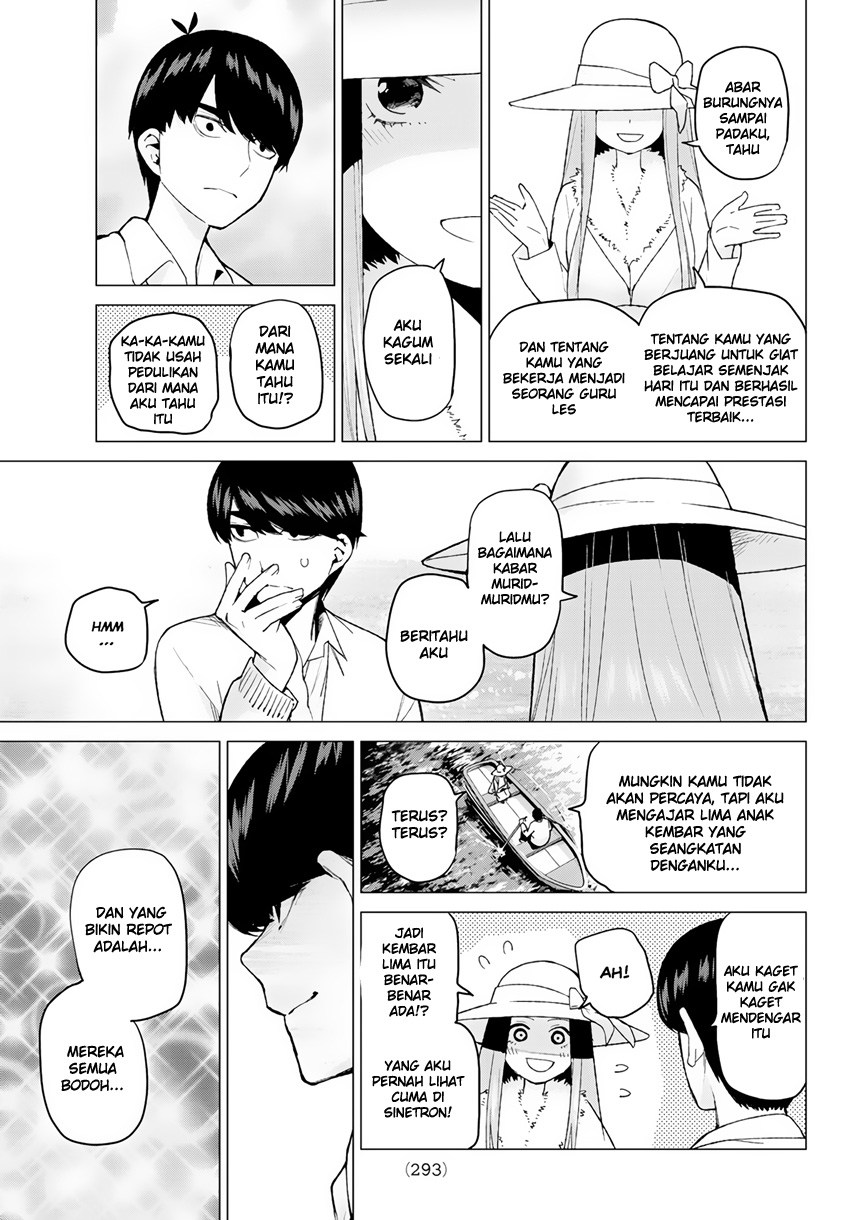 ABAR
BURUNGNYA
SAMPAI
PADAKU,
TAHU
TENTANG KAMU YANG
BERJUANG UNTUK GIAT
BELAJAR SEMENJAK
HARI ITU DAN BERHASIL
MENCAPAI PRESTASI
TERBAIK...
DAN TENTANG
KAMU YANG
BEKERJA MENJADI
SEORANG GURU
LES
AKU
KAGUM
SEKALI
DARI
MANA
KAMU
TAHU
ITU!?
KA-KA-KAMU
TIDAK USAH
PEDULIKAN
DARI MANA
AKU TAHU
ITU
LALU
BAGAIMANA
KABAR
MURID-
MURIDMU?
BERITAHU
AKU
HMM
...
MUNGKIN KAMU TIDAK
AKAN PERCAYA, TAPI AKU
MENGAJAR LIMA ANAK
KEMBAR YANG
SEANGKATAN
DENGANKU...
TERUS?
TERUS?
AKU KAGET
KAMU GAK
KAGET
MENDENGAR
ITU
AH!
JADI
KEMBAR
LIMA ITU
BENAR-
BENAR
ADA!?
YANG AKU
PERNAH LIHAT
CUMA DI
SINETRON!
DAN YANG
BIKIN REPOT
ADALAH...
MEREKA
SEMUA
BODOH...
(293)